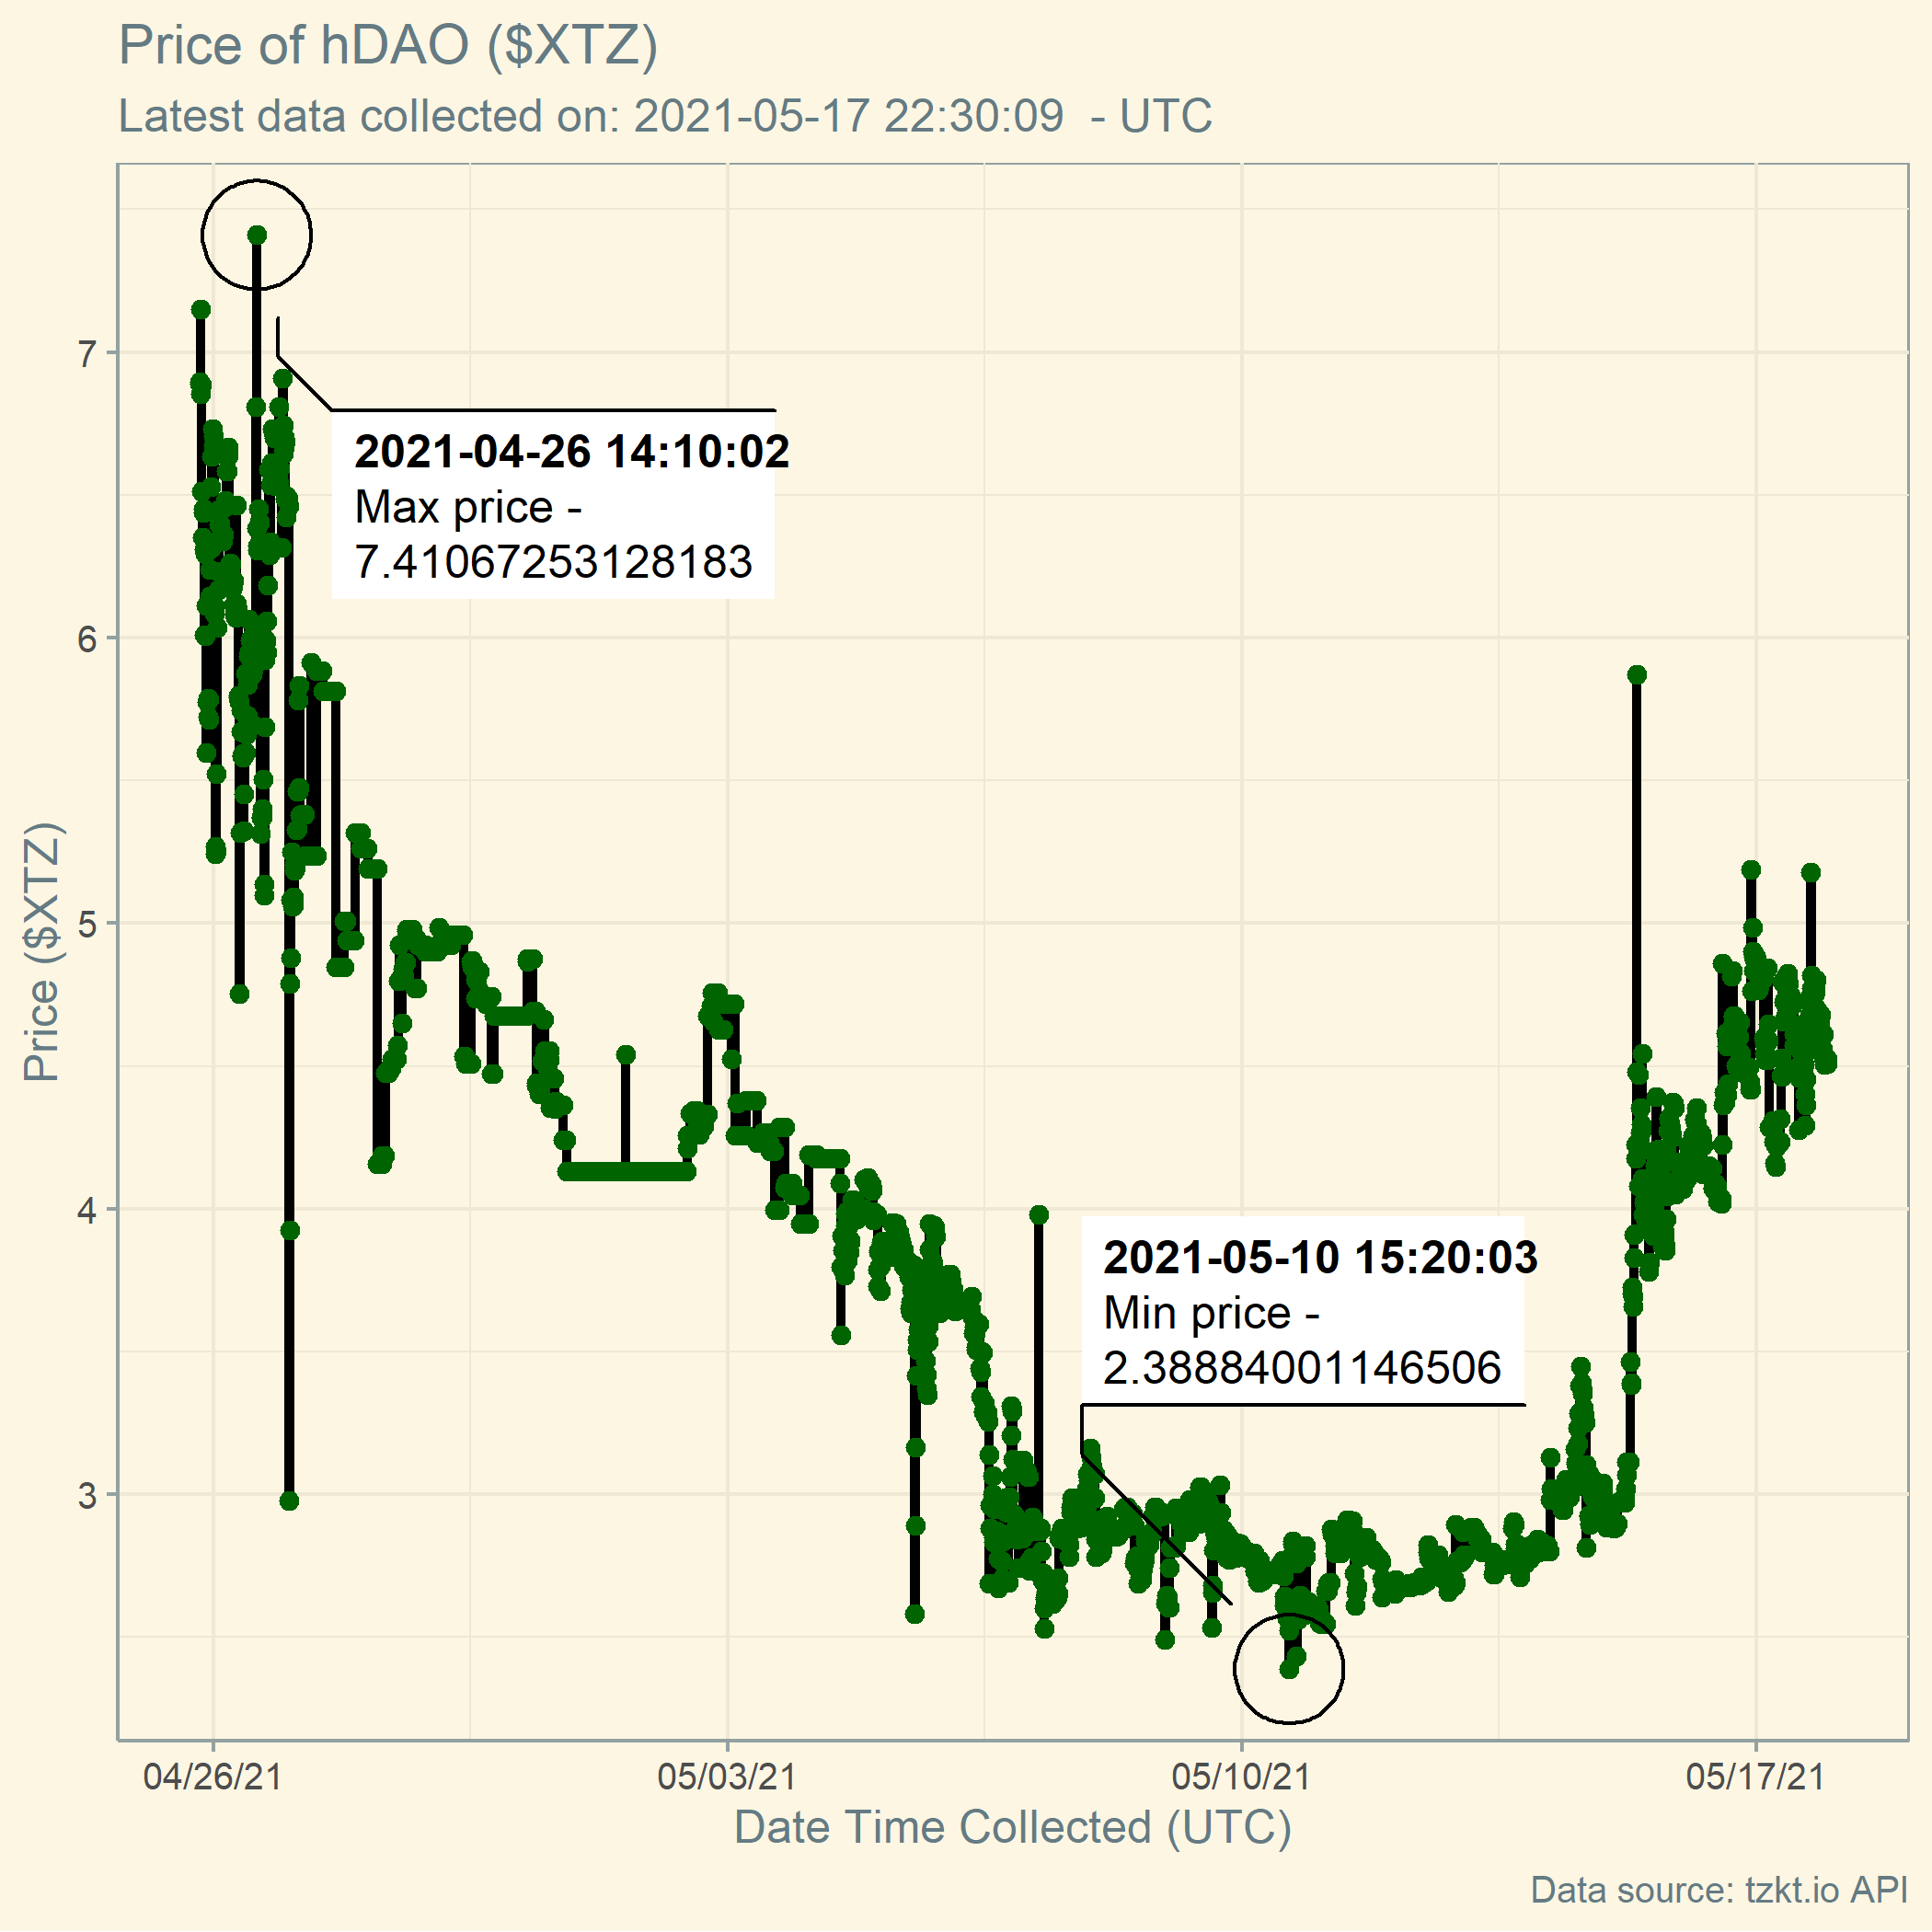 Price of hDAO ($XTZ)
Latest data collected on: 2021-05-17 22:30:09  - UTC
7
6
5
4
3
Price ($XTZ)
2021-04-26 14:10:02
Max price -
7.41067253128183
2021-05-10 15:20:03
Min price -
2.38884001146506
04/26/21
05/03/21
05/10/21
05/17/21
Date Time Collected (UTC)
Data source: tzkt.io API